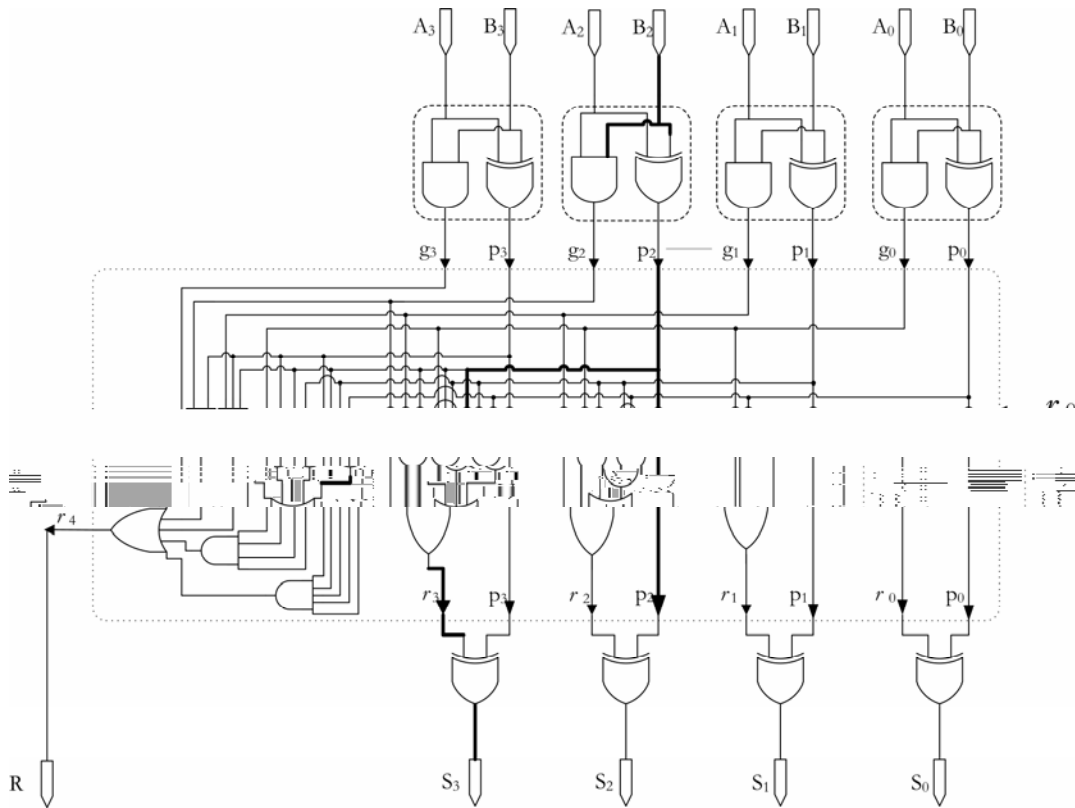 A3 B3 A2 B2 A1 B1 A0 B0
g3 p3 g2 p2 g1 p1 g0 p0
r4
r3 p3 r2 p2 r1 p1 r0 p0
R S3 S2 S1 S0